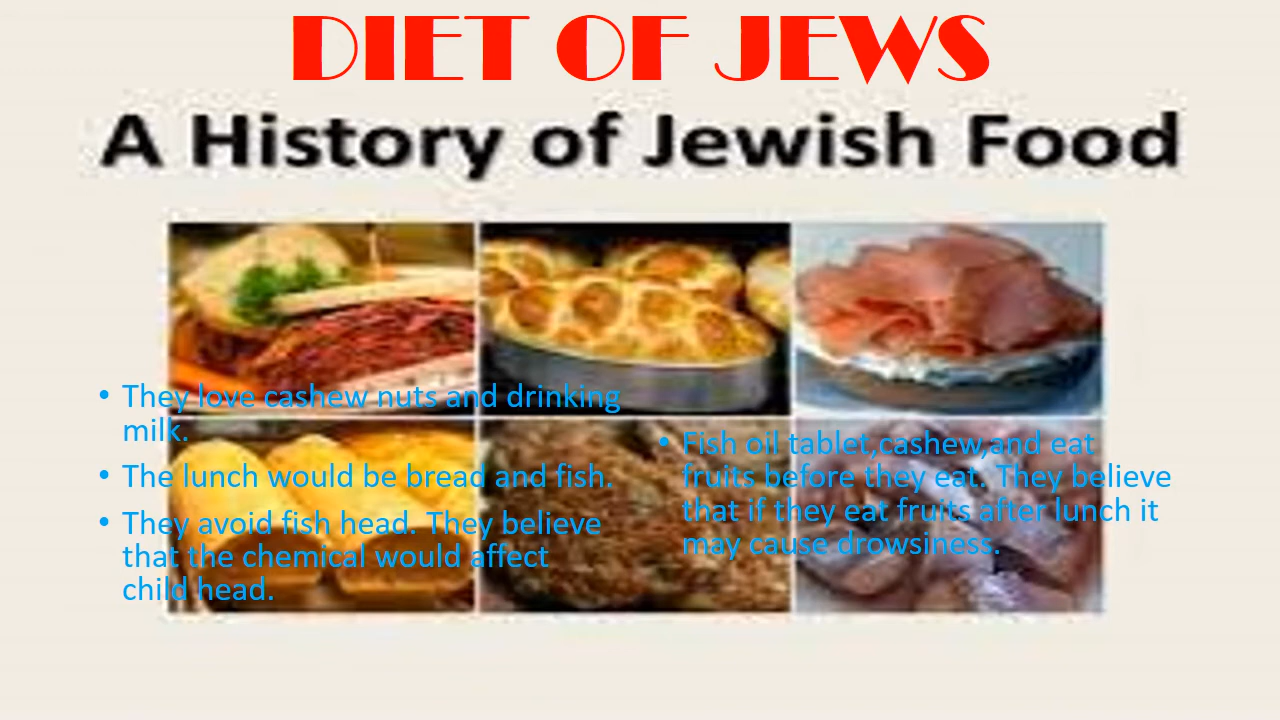 DIET OF JEWS
A History of Jewish Food
• They love cashew nuts and drinking
milk.
• The lunch would be bread and fish.
• They avoid fish head. They believe
that the chemical would affect
child head.
• Fish oil tablet,cashew,and eat
fruits before they eat. They believe
that if they eat fruits after lunch it
may cause drowsiness.